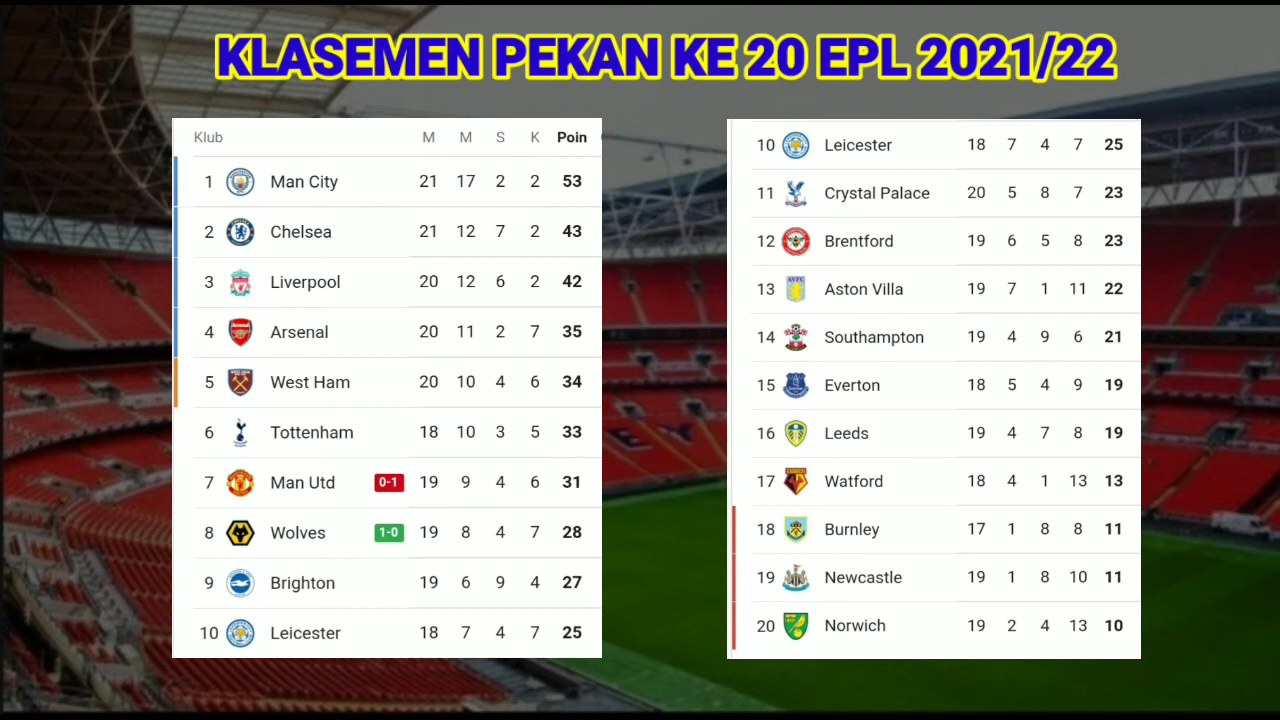 KLASEMEN PEKAN KE 20 EPL 2021/22
Klub M M S K Poin
1 Man City 21 17 2 2 53
2 Chelsea 21 12 7 2 43
3 Liverpool 20 12 6 2 42
4 Arsenal 20 11 2 7 35
5 West Ham 20 10 4 6 34
6 Tottenham 18 10 3 5 33
7 Man Utd 0-1 19 9 4 6 31
8 Wolves 1-0 19 8 4 7 28
9 Brighton 19 6 9 4 27
10 Leicester 18 7 4 7 25
10 Leicester 18 7 4 7 25
11 Crystal Palace 20 5 8 7 23
12 Brentford 19 6 5 8 23
13 Aston Villa 19 7 1 11 22
14 Southampton 19 4 9 6 21
15 Everton 18 5 4 9 19
16 Leeds 19 4 7 8 19
17 Watford 18 4 1 13 13
18 Burnley 17 1 8 8 11
19 Newcastle 19 1 8 10 11
20 Norwich 19 2 4 13 10